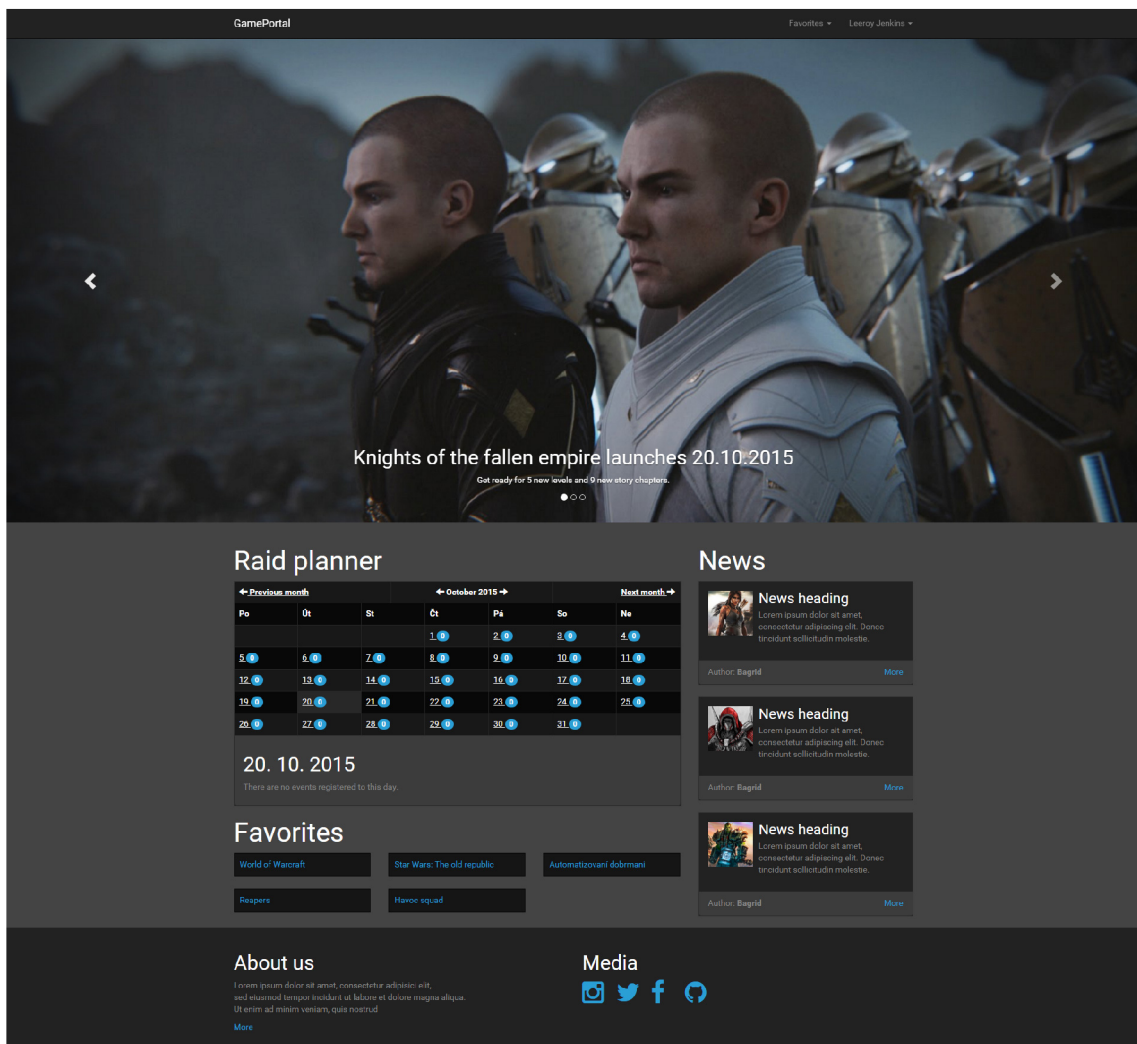 GamePortal
Favorites
Leeroy Jenkins
Knights of the fallen empire launches 20.10.2015
Get ready for 5 new levels and 9 new story chapters.
Raid planner
Previous month
October 2015
Next month
Po Út St Čt Pá So Ne
1 0 2 0 3 0 4 0
5 0 6 0 7 0 8 0 9 0 10 0 11 0
12 0 13 0 14 0 15 0 16 0 17 0 18 0
19 0 20 0 21 0 22 0 23 0 24 0 25 0
26 0 27 0 28 0 29 0 30 0 31 0
20. 10. 2015
There are no events registered to this day.
Favorites
World of Warcraft
Star Wars: The old republic
Automatizovaní dobrmani
Reapers
Havoc squad
News
News heading
Lorem ipsum dolor sit amet,
consectetur adipiscing elit. Donec
tincidunt sollicitudin molestie.
Author: Bagrid
More
News heading
Lorem ipsum dolor sit amet,
consectetur adipiscing elit. Donec
tincidunt sollicitudin molestie.
Author: Bagrid
More
News heading
Lorem ipsum dolor sit amet,
consectetur adipiscing elit. Donec
tincidunt sollicitudin molestie.
Author: Bagrid
More
About us
Lorem ipsum dolor sit amet, consectetur adipisici elit,
sed eiusmod tempor incidunt ut labore et dolore magna aliqua.
Ut enim ad minim veniam, quis nostrud
More
Media